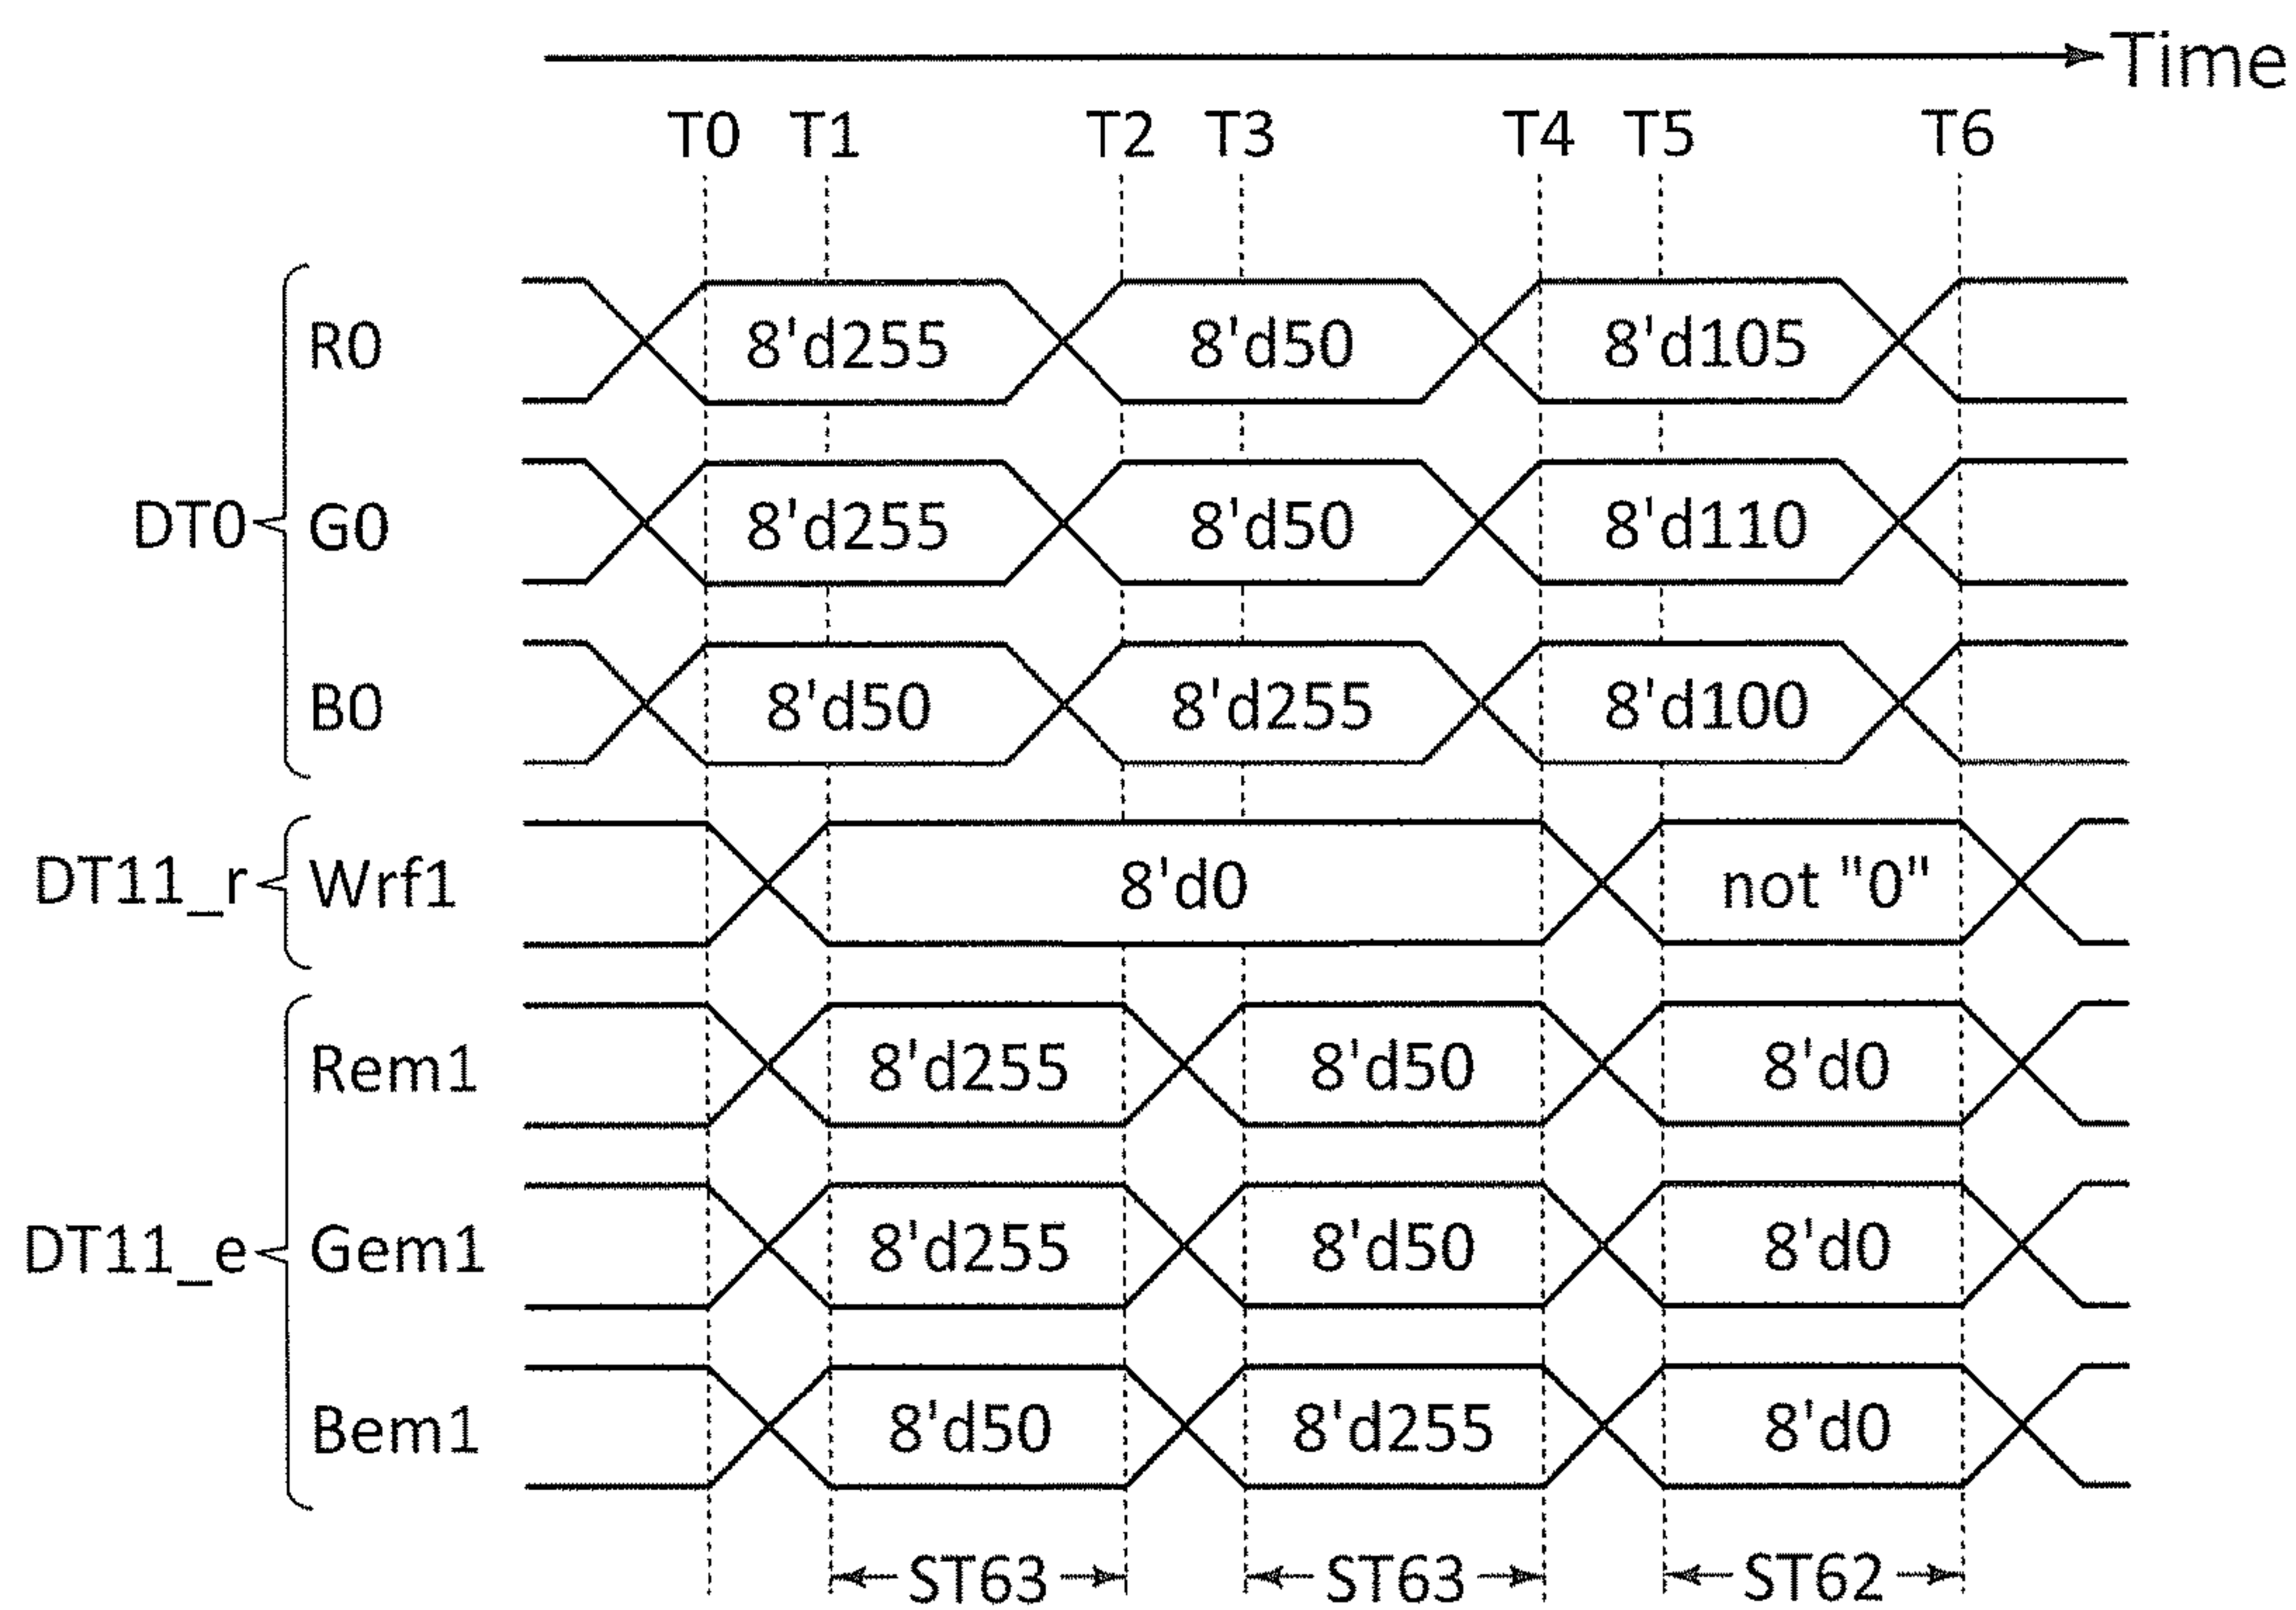 Time
T0 T1 T2 T3 T4 T5 T6
R0 8'd255 8'd50 8'd105
DT0 G0 8'd255 8'd50 8'd110
B0 8'd50 8'd255 8'd100
DT11_r Wrf1 8'd0 not "0"
Rem1 8'd255 8'd50 8'd0
DT11_e Gem1 8'd255 8'd50 8'd0
Bem1 8'd50 8'd255 8'd0
ST63 ST63 ST62